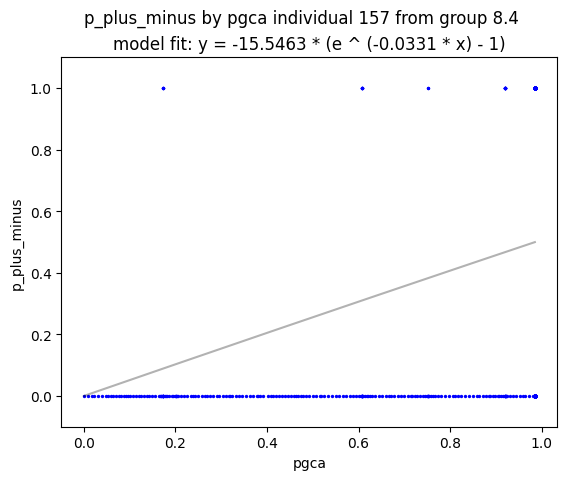 p_plus_minus by pgca individual 157 from group 8.4
model fit: y = -15.5463 * (e ^ (-0.0331 * x) - 1)
1.0
0.8
0.6
0.4
0.2
0.0
p_plus_minus
0.0 0.2 0.4 0.6 0.8 1.0
pgca